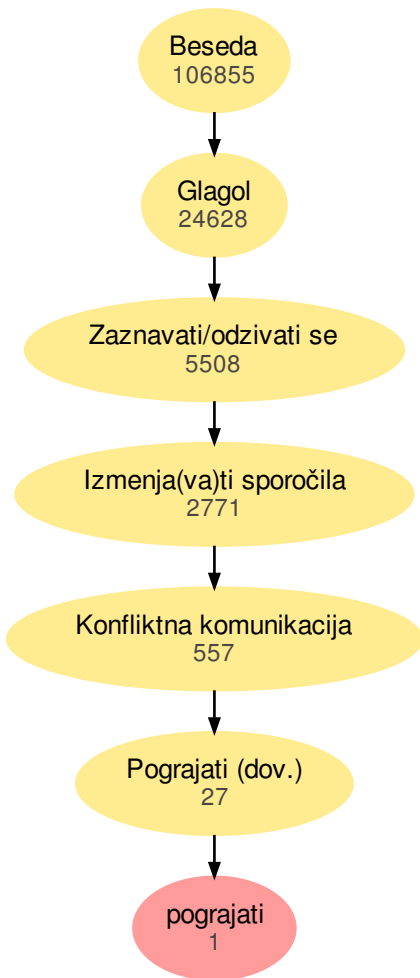 Beseda
106855
Glagol
24628
Zaznavati/odzivati se
5508
Izmenja(va)ti sporočila
2771
Konfliktna komunikacija
557
Pograjati (dov.)
27
pograjati
1